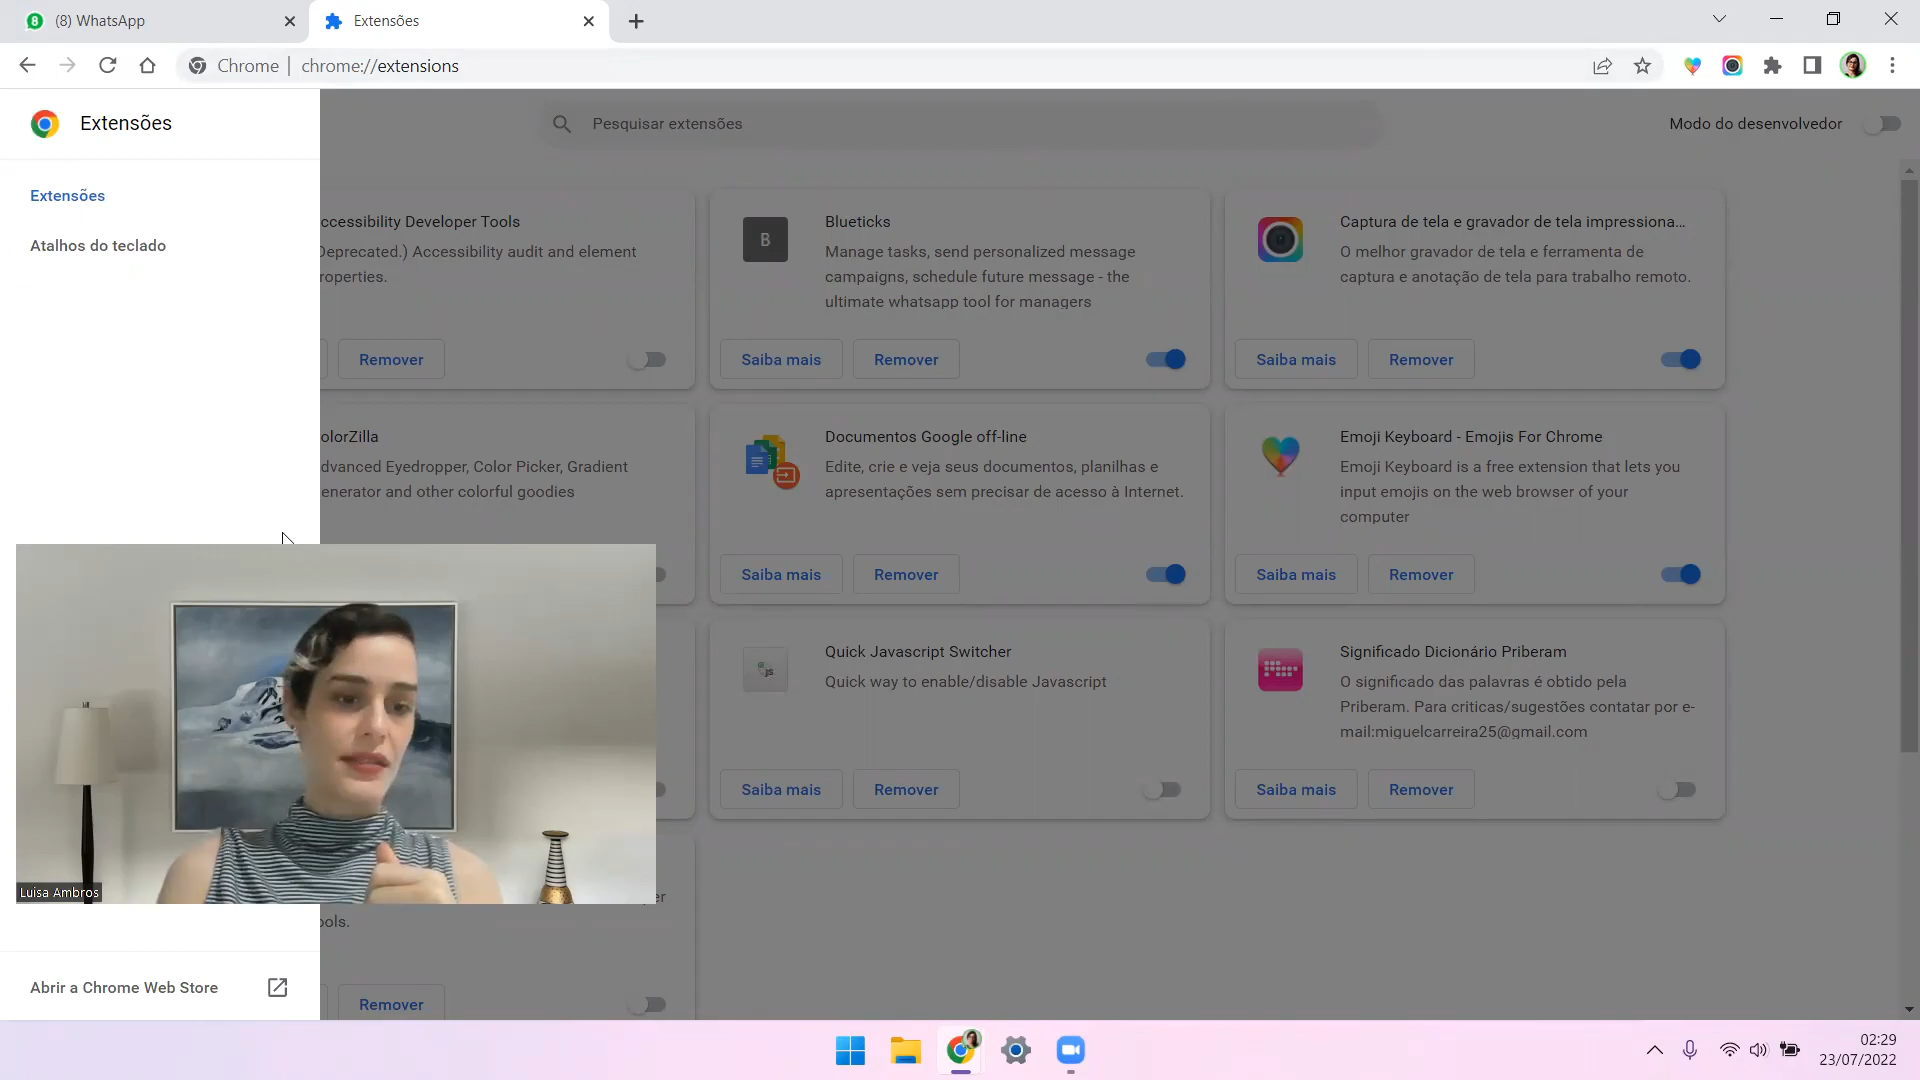 8
(8) WhatsApp
Extensões
Chrome | chrome://extensions
Extensões
Pesquisar extensões
Modo do desenvolvedor
Extensões
Atalhos do teclado
ccessibility Developer Tools
Deprecated.) Accessibility audit and element
roperties.
Remover
B
Blueticks
Manage tasks, send personalized message
campaigns, schedule future message - the
ultimate whatsapp tool for managers
Saiba mais
Remover
Captura de tela e gravador de tela impressiona...
O melhor gravador de tela e ferramenta de
captura e anotação de tela para trabalho remoto.
Saiba mais
Remover
olorZilla
dvanced Eyedropper, Color Picker, Gradient
enerator and other colorful goodies
Documentos Google off-line
Edite, crie e veja seus documentos, planilhas e
apresentações sem precisar de acesso à Internet.
Saiba mais
Remover
Emoji Keyboard - Emojis For Chrome
Emoji Keyboard is a free extension that lets you
input emojis on the web browser of your
computer
Saiba mais
Remover
JS
Quick Javascript Switcher
Quick way to enable/disable Javascript
Saiba mais
Remover
Significado Dicionário Priberam
O significado das palavras é obtido pela
Priberam. Para criticas/sugestões contatar por e-
mail:miguelcarreira25@gmail.com
Saiba mais
Remover
Luisa Ambros
er
ols.
Remover
Abrir a Chrome Web Store
02:29
23/07/2022